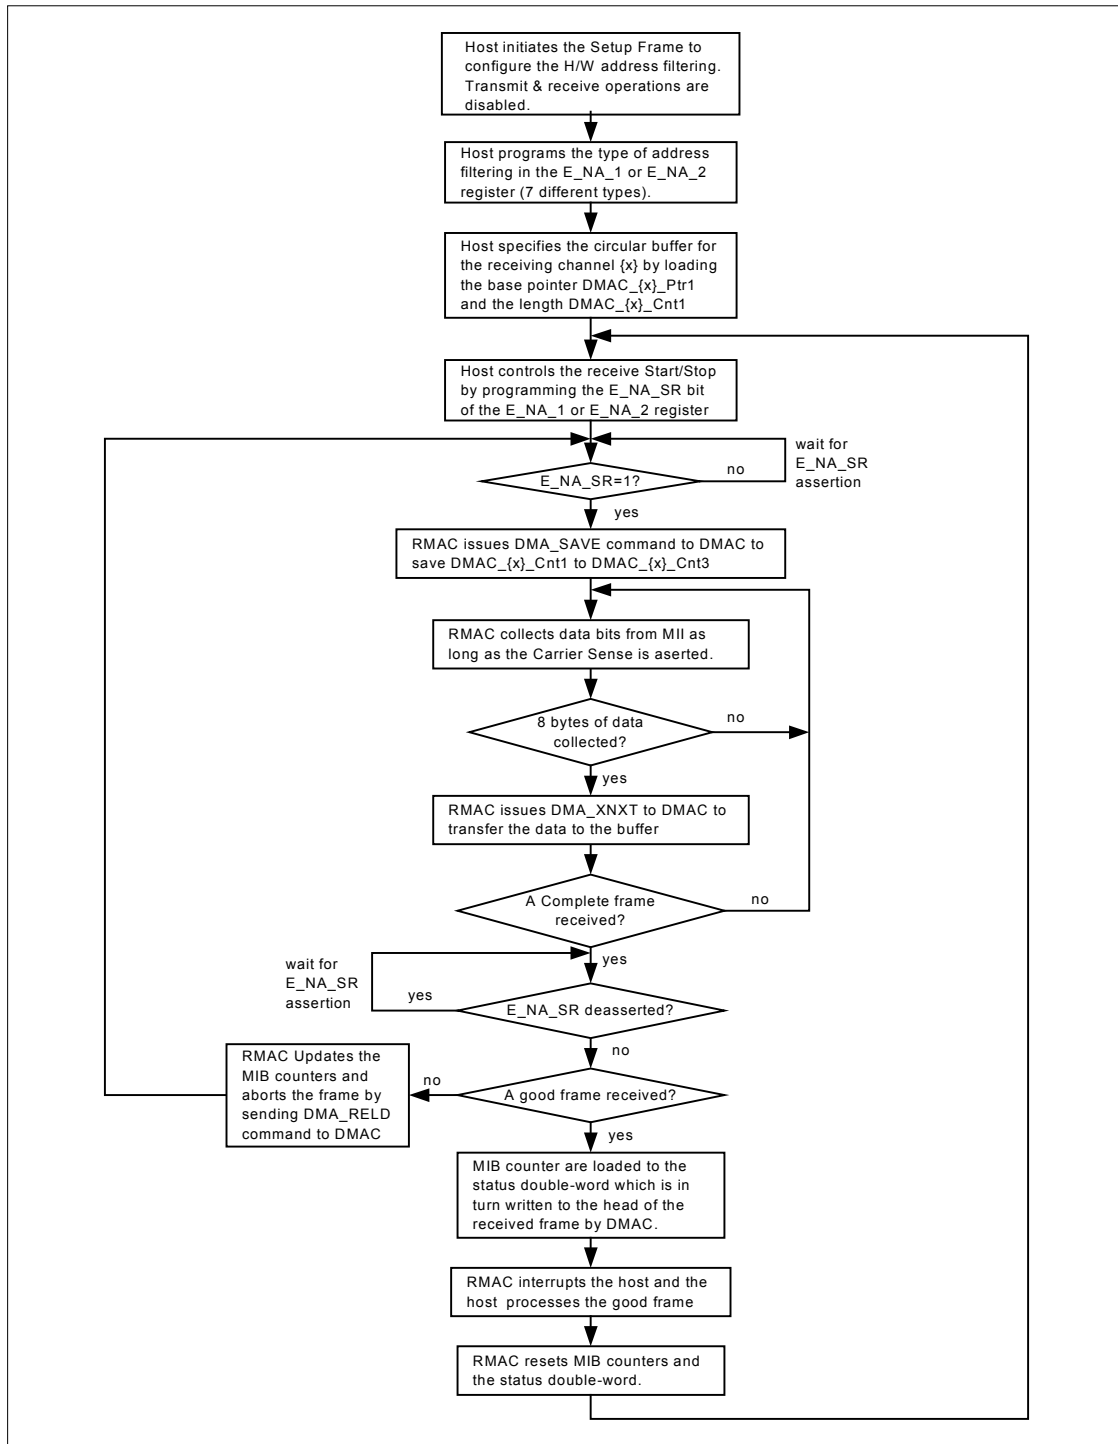 Host initiates the Setup Frame to
configure the H/W address filtering.
Transmit & receive operations are
disabled.
Host programs the type of address
filtering in the E_NA_1 or E_NA_2
register (7 different types).
Host specifies the circular buffer for
the receiving channel {x} by loading
the base pointer DMAC_{x}_Ptr1
and the length DMAC_{x}_Cnt1
Host controls the receive Start/Stop
by programming the E_NA_SR bit
of the E_NA_1 or E_NA_2 register
wait for
E_NA_SR
assertion
no
E_NA_SR=1?
yes
RMAC issues DMA_SAVE command to DMAC to
save DMAC_{x}_Cnt1 to DMAC_{x}_Cnt3
RMAC collects data bits from MII as
long as the Carrier Sense is aserted.
8 bytes of data
collected?
no
yes
RMAC issues DMA_XNXT to DMAC to
transfer the data to the buffer
A Complete frame
received?
no
yes
wait for
E_NA_SR
assertion
yes
E_NA_SR deasserted?
no
RMAC Updates the
MIB counters and
aborts the frame by
sending DMA_RELD
command to DMAC
no
A good frame received?
yes
MIB counter are loaded to the
status double-word which is in
turn written to the head of the
received frame by DMAC.
RMAC interrupts the host and the
host processes the good frame
RMAC resets MIB counters and
the status double-word.